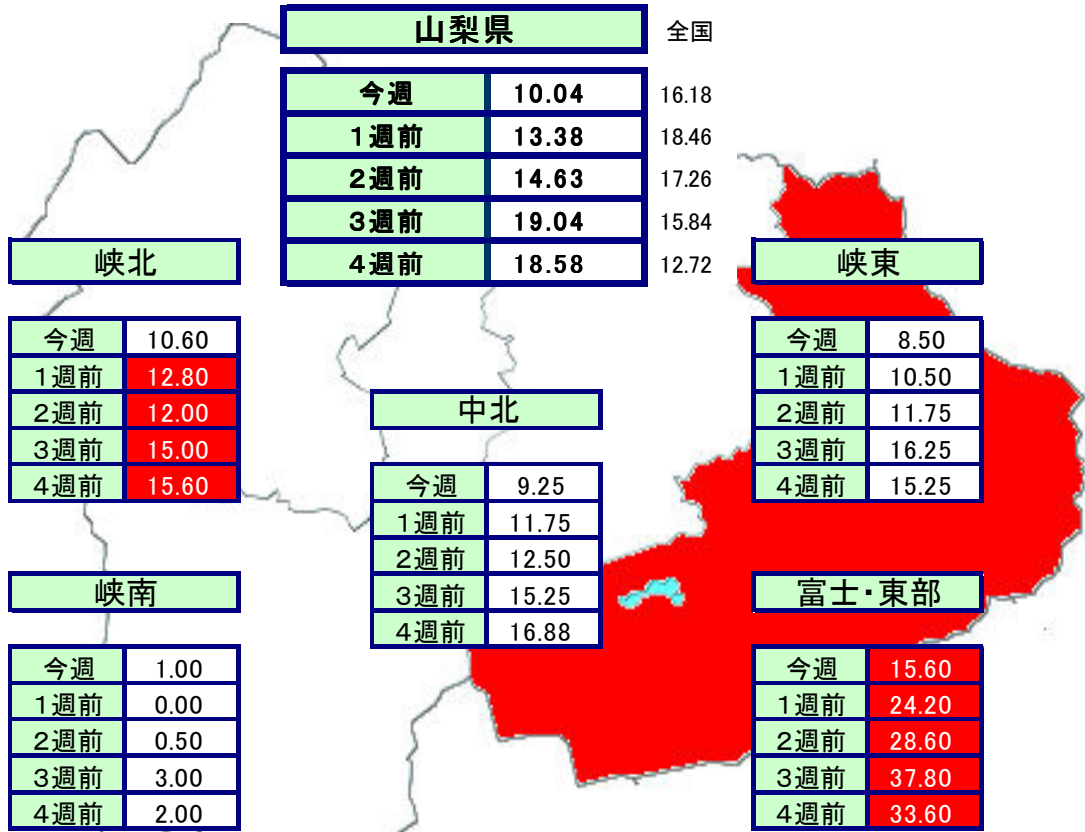 山梨県 全国
今週 10.04 16.18
1週前 13.38 18.46
2週前 14.63 17.26
3週前 19.04 15.84
4週前 18.58 12.72
峡北
今週 10.60
1週前 12.80
2週前 12.00
3週前 15.00
4週前 15.60
中北
今週 9.25
1週前 11.75
2週前 12.50
3週前 15.25
4週前 16.88
峡東
今週 8.50
1週前 10.50
2週前 11.75
3週前 16.25
4週前 15.25
峡南
今週 1.00
1週前 0.00
2週前 0.50
3週前 3.00
4週前 2.00
富士・東部
今週 15.60
1週前 24.20
2週前 28.60
3週前 37.80
4週前 33.60